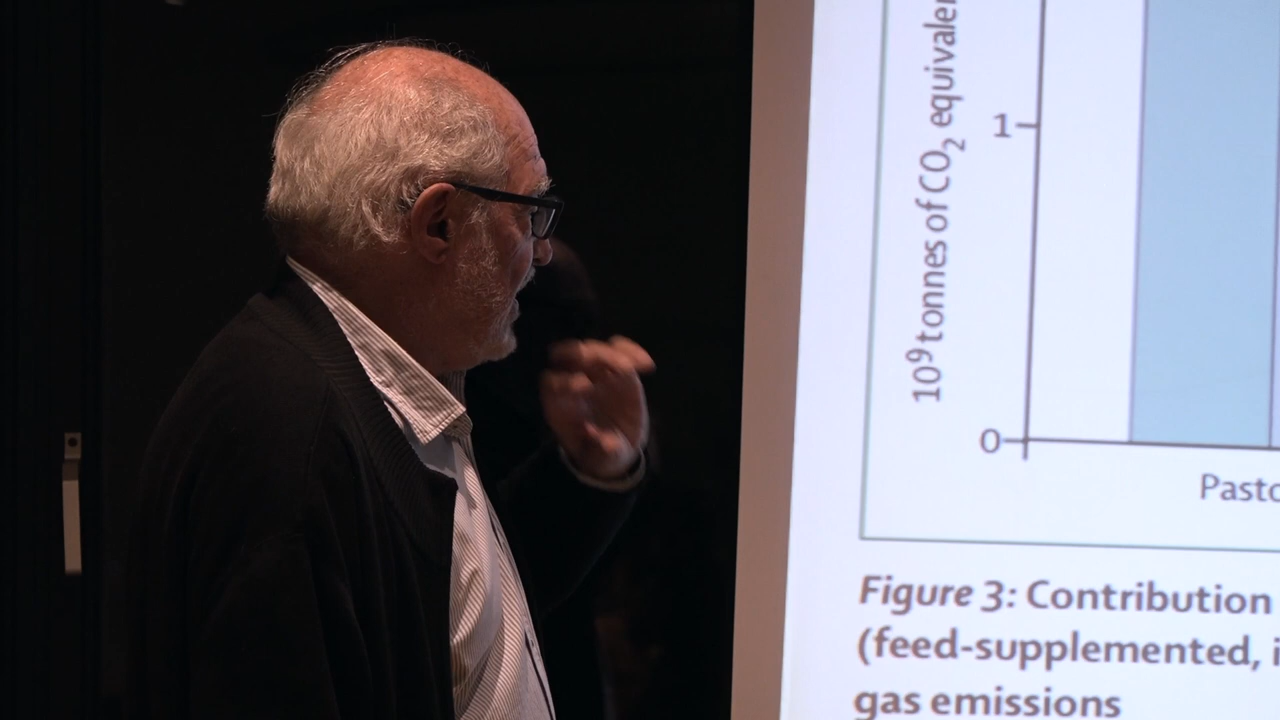 10⁹ tonnes of CO₂ equivalen
1
0
Pasto
Figure 3: Contribution
(feed-supplemented, i
gas emissions